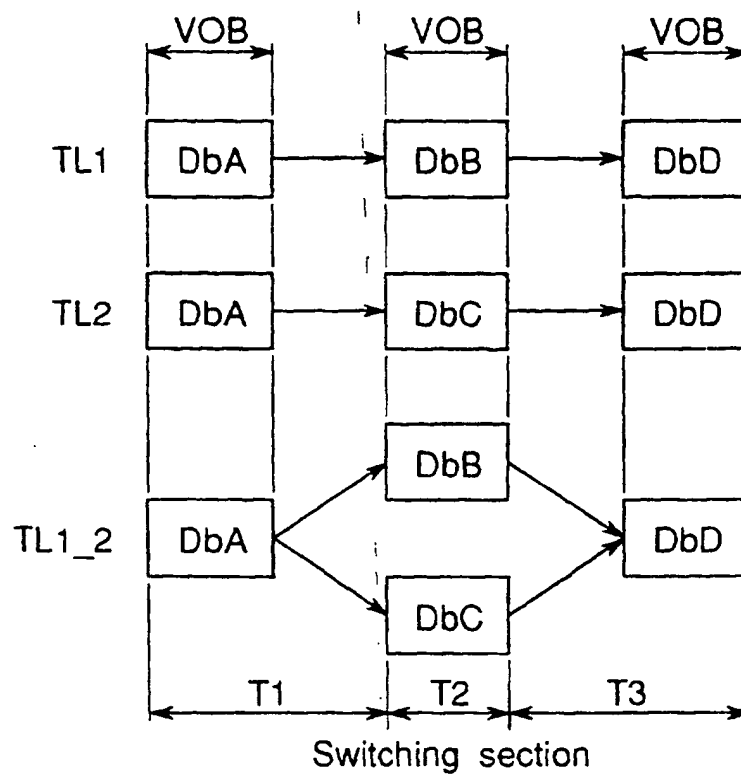 VOB VOB VOB
TL1 DbA DbB DbD
TL2 DbA DbC DbD
DbB
TL1_2 DbA DbD
DbC
T1 T2 T3
Switching section